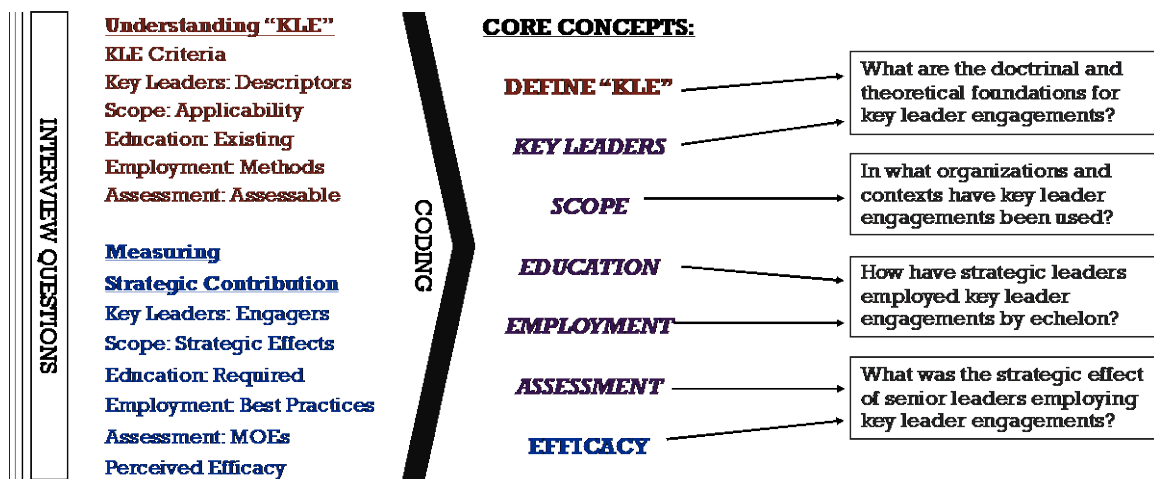 INTERVIEW QUESTIONS
Understanding “KLE”
KLE Criteria
Key Leaders: Descriptors
Scope: Applicability
Education: Existing
Employment: Methods
Assessment: Assessable
Measuring
Strategic Contribution
Key Leaders: Engagers
Scope: Strategic Effects
Education: Required
Employment: Best Practices
Assessment: MOEs
Perceived Efficacy
CODING
CORE CONCEPTS:
DEFINE “KLE”
KEY LEADERS
SCOPE
EDUCATION
EMPLOYMENT
ASSESSMENT
EFFICACY
What are the doctrinal and
theoretical foundations for
key leader engagements?
In what organizations and
contexts have key leader
engagements been used?
How have strategic leaders
employed key leader
engagements by echelon?
What was the strategic effect
of senior leaders employing
key leader engagements?